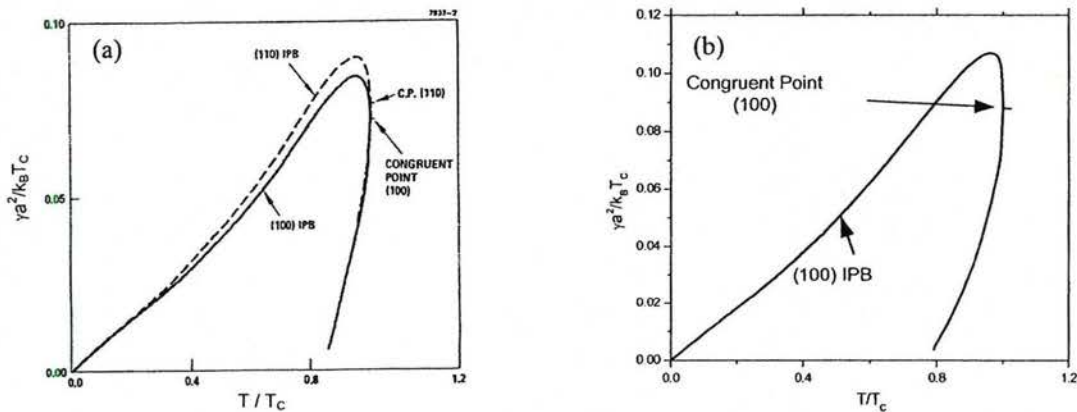 (a)
0.10
0.05
0.00
γa²/k_BT_C
(110) IPB
C.P. (110)
CONGRUENT
POINT
(100)
(100) IPB
0.0 0.4 0.8 1.2
T / T_C
(b)
0.12
0.10
0.08
0.06
0.04
0.02
0.00
γa²/k_BT_C
Congruent Point
(100)
(100) IPB
0.0 0.4 0.8 1.2
T/T_C